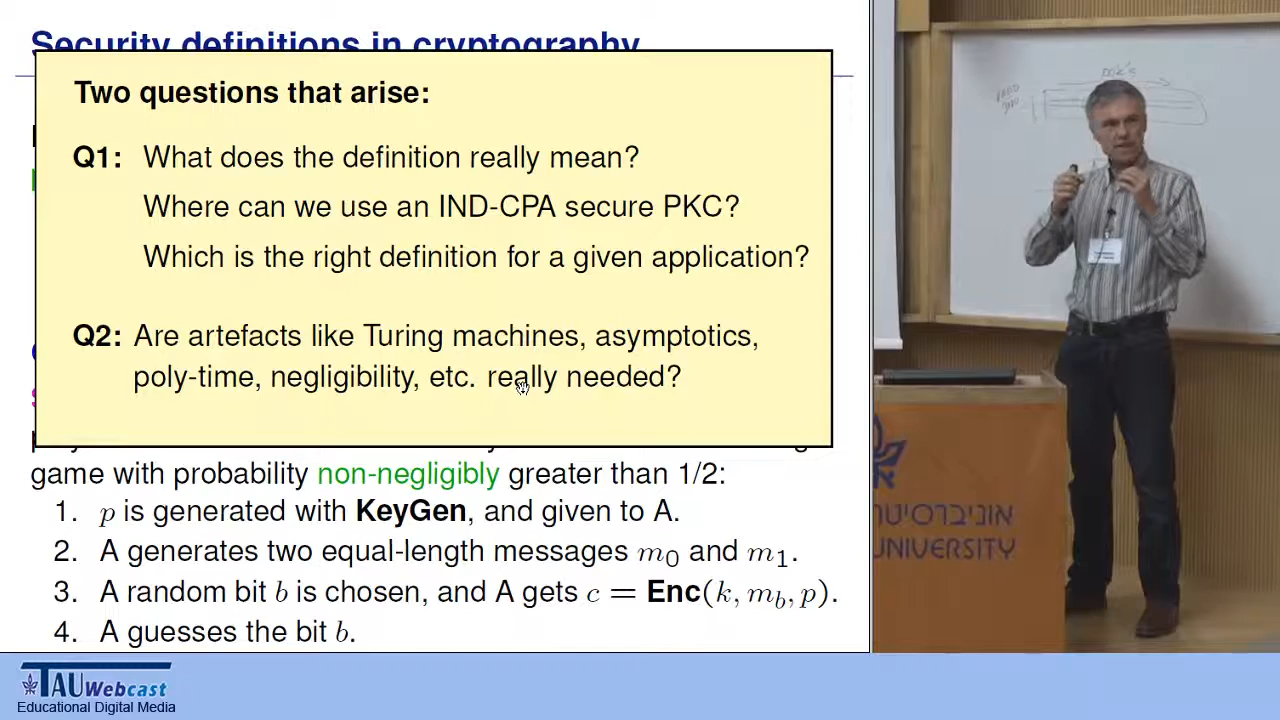 Security definitions in cryptography
Two questions that arise:
Q1: What does the definition really mean?
Where can we use an IND-CPA secure PKC?
Which is the right definition for a given application?
Q2: Are artefacts like Turing machines, asymptotics,
poly-time, negligibility, etc. really needed?
game with probability non-negligibly greater than 1/2:
1. p is generated with KeyGen, and given to A.
2. A generates two equal-length messages m₀ and m₁.
3. A random bit b is chosen, and A gets c = Enc(k, m_b, p).
4. A guesses the bit b.
UNIVERSITY
TAU Webcast
Educational Digital Media